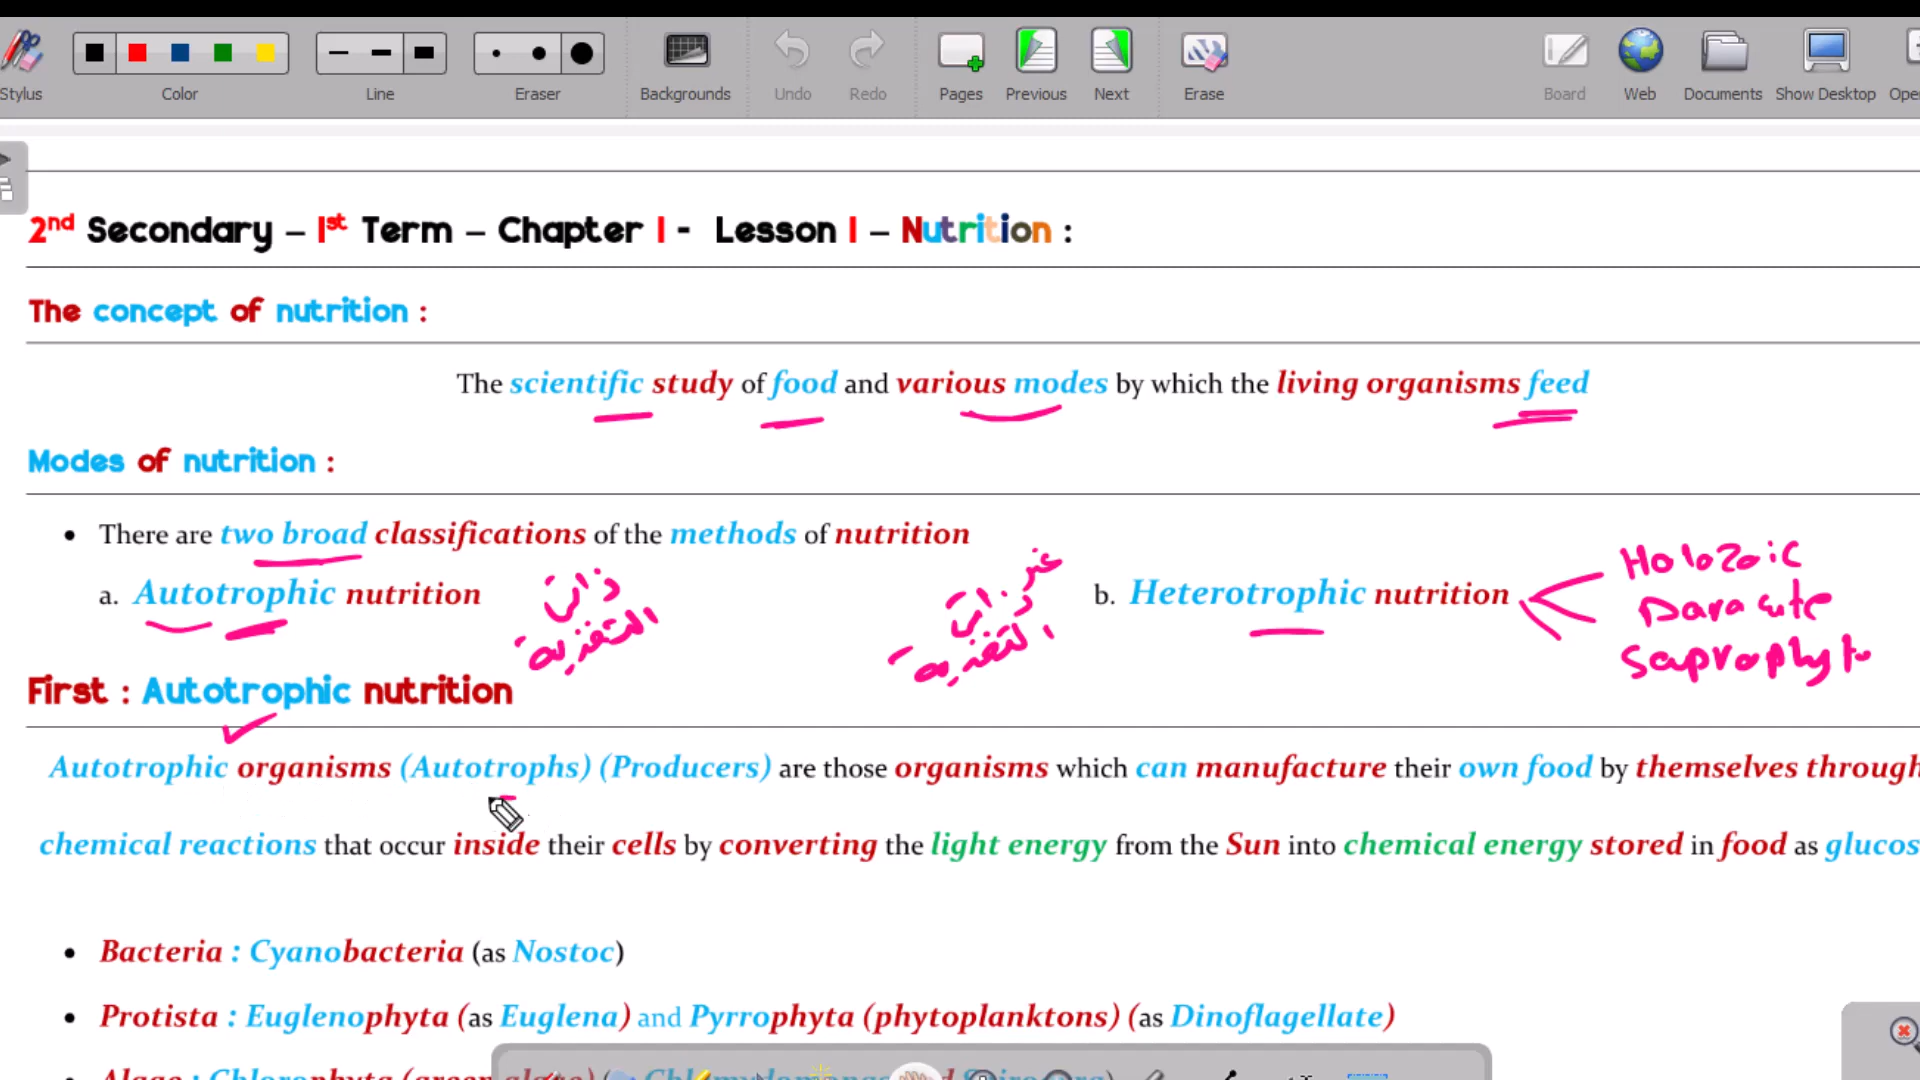 Stylus Color Line Eraser Backgrounds Undo Redo Pages Previous Next Erase Board Web Documents Show Desktop
2nd Secondary – 1st Term – Chapter 1 - Lesson 1 – Nutrition :
The concept of nutrition :
The scientific study of food and various modes by which the living organisms feed
Modes of nutrition :
• There are two broad classifications of the methods of nutrition
a. Autotrophic nutrition
ذاتى
التغذية
غير
ذاتى
التغذية
b. Heterotrophic nutrition
Holozoic
Parasite
Saprophyte
First : Autotrophic nutrition
Autotrophic organisms (Autotrophs) (Producers) are those organisms which can manufacture their own food by themselves through
chemical reactions that occur inside their cells by converting the light energy from the Sun into chemical energy stored in food as glucos
• Bacteria : Cyanobacteria (as Nostoc)
• Protista : Euglenophyta (as Euglena) and Pyrrophyta (phytoplanktons) (as Dinoflagellate)